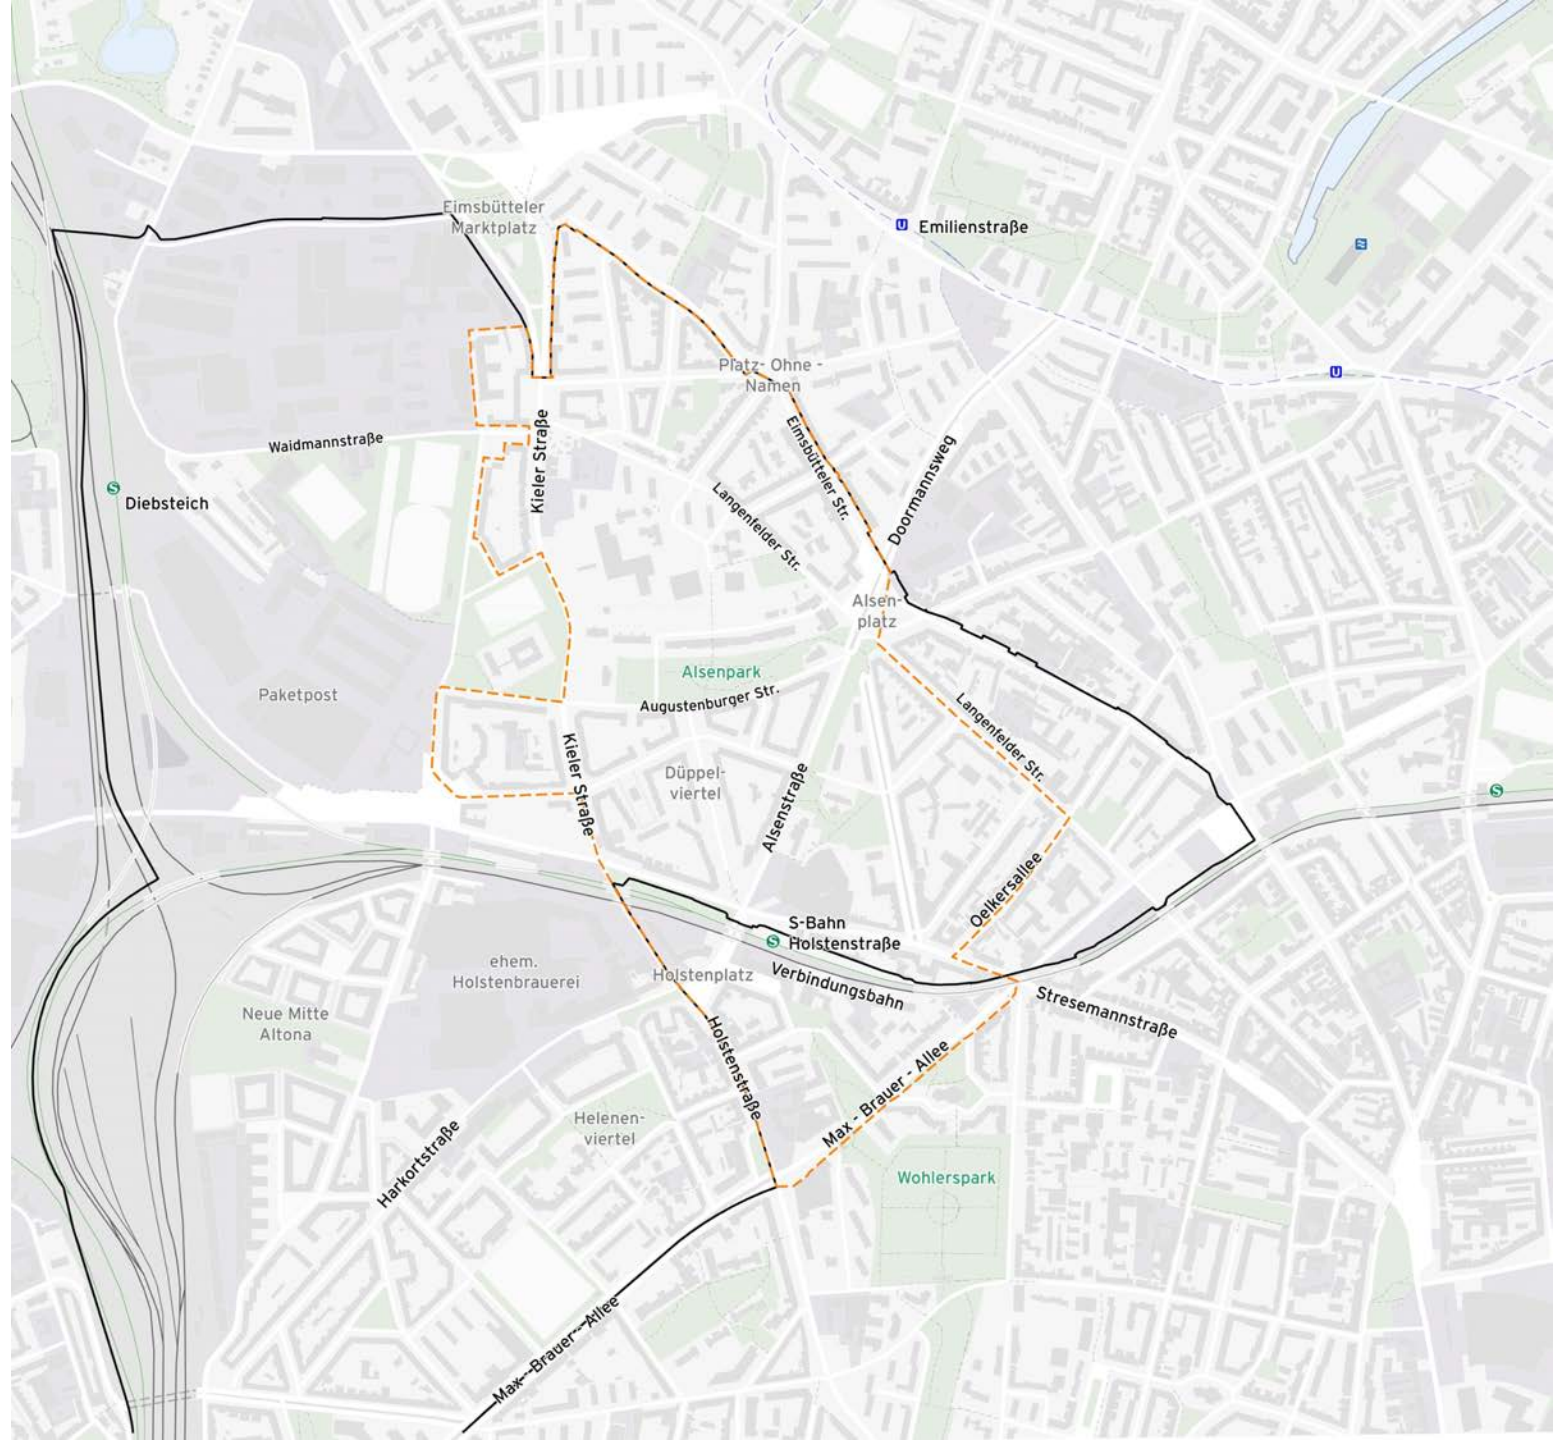 Eimsbütteler
Marktplatz
U
Emilienstraße
Platz- Ohne -
Namen
U
Waidmannstraße
Kieler Straße
Eimsbütteler Str.
Doormannsweg
S
Diebsteich
Langenfelder Str.
Alsen-
platz
Alsenpark
Paketpost
Augustenburger Str.
Langenfelder Str.
Kieler Straße
Düppel-
viertel
Alsenstraße
S
Oelkersallee
S-Bahn
S
Holstenstraße
ehem.
Holstenbrauerei
Holstenplatz
Verbindungsbahn
Stresemannstraße
Neue Mitte
Altona
Holstenstraße
Max - Brauer - Allee
Helenen-
viertel
Harkortstraße
Wohlerspark
Max - Brauer - Allee